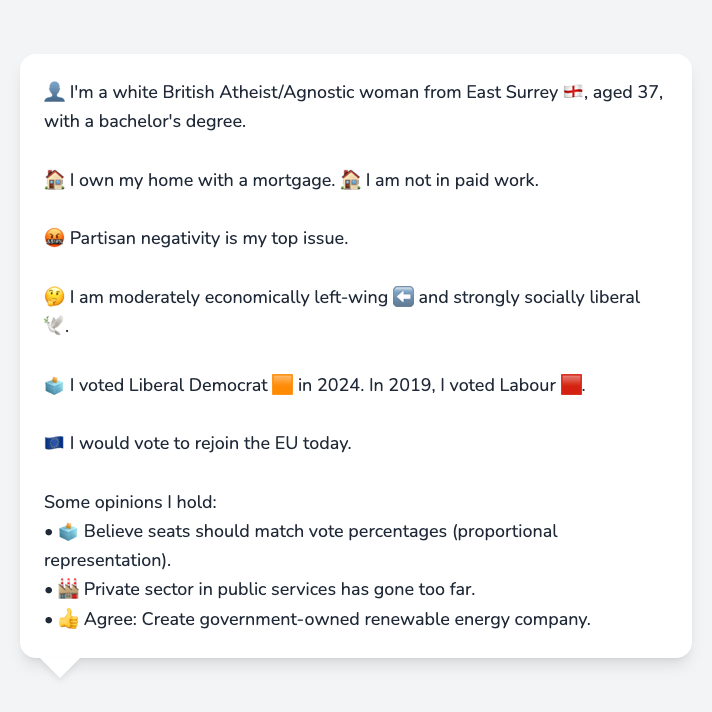 👤 I'm a white British Atheist/Agnostic woman from East Surrey 🏴󠁧󠁢󠁥󠁮󠁧󠁿, aged 37,
with a bachelor's degree.
🏠 I own my home with a mortgage. 🏠 I am not in paid work.
🤬 Partisan negativity is my top issue.
🤔 I am moderately economically left-wing ⬅️ and strongly socially liberal
🕊️.
🗳️ I voted Liberal Democrat 🟧 in 2024. In 2019, I voted Labour 🟥.
🇪🇺 I would vote to rejoin the EU today.
Some opinions I hold:
• 🗳️ Believe seats should match vote percentages (proportional
representation).
• 🏭 Private sector in public services has gone too far.
• 👍 Agree: Create government-owned renewable energy company.